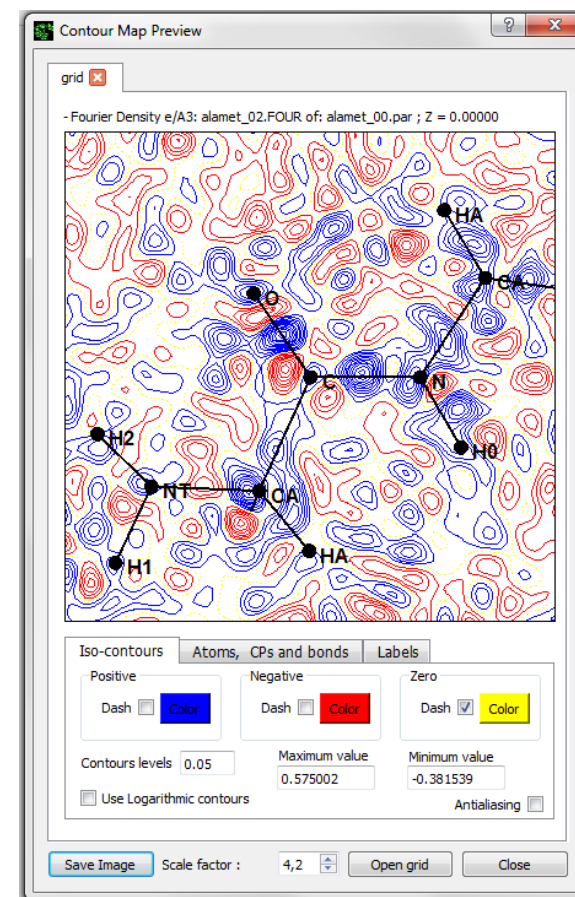 Contour Map Preview
grid
- Fourier Density e/A3: alamet_02.FOUR of: alamet_00.par ; Z = 0.00000
HA
CA
O
C
N
H2
H0
NT
CA
HA
H1
Iso-contours
Atoms, CPs and bonds
Labels
Positive
Negative
Zero
Dash
Color
Dash
Color
Dash
Color
Contours levels
0.05
Maximum value
0.575002
Minimum value
-0.381539
Use Logarithmic contours
Antialiasing
Save Image
Scale factor :
4,2
Open grid
Close